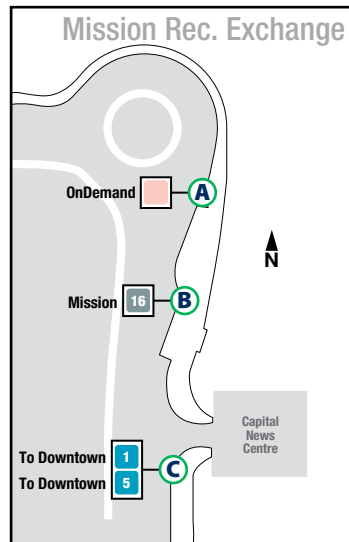 Mission Rec. Exchange
OnDemand A
N
Mission 16 B
Capital
News
Centre
To Downtown 1
To Downtown 5
C